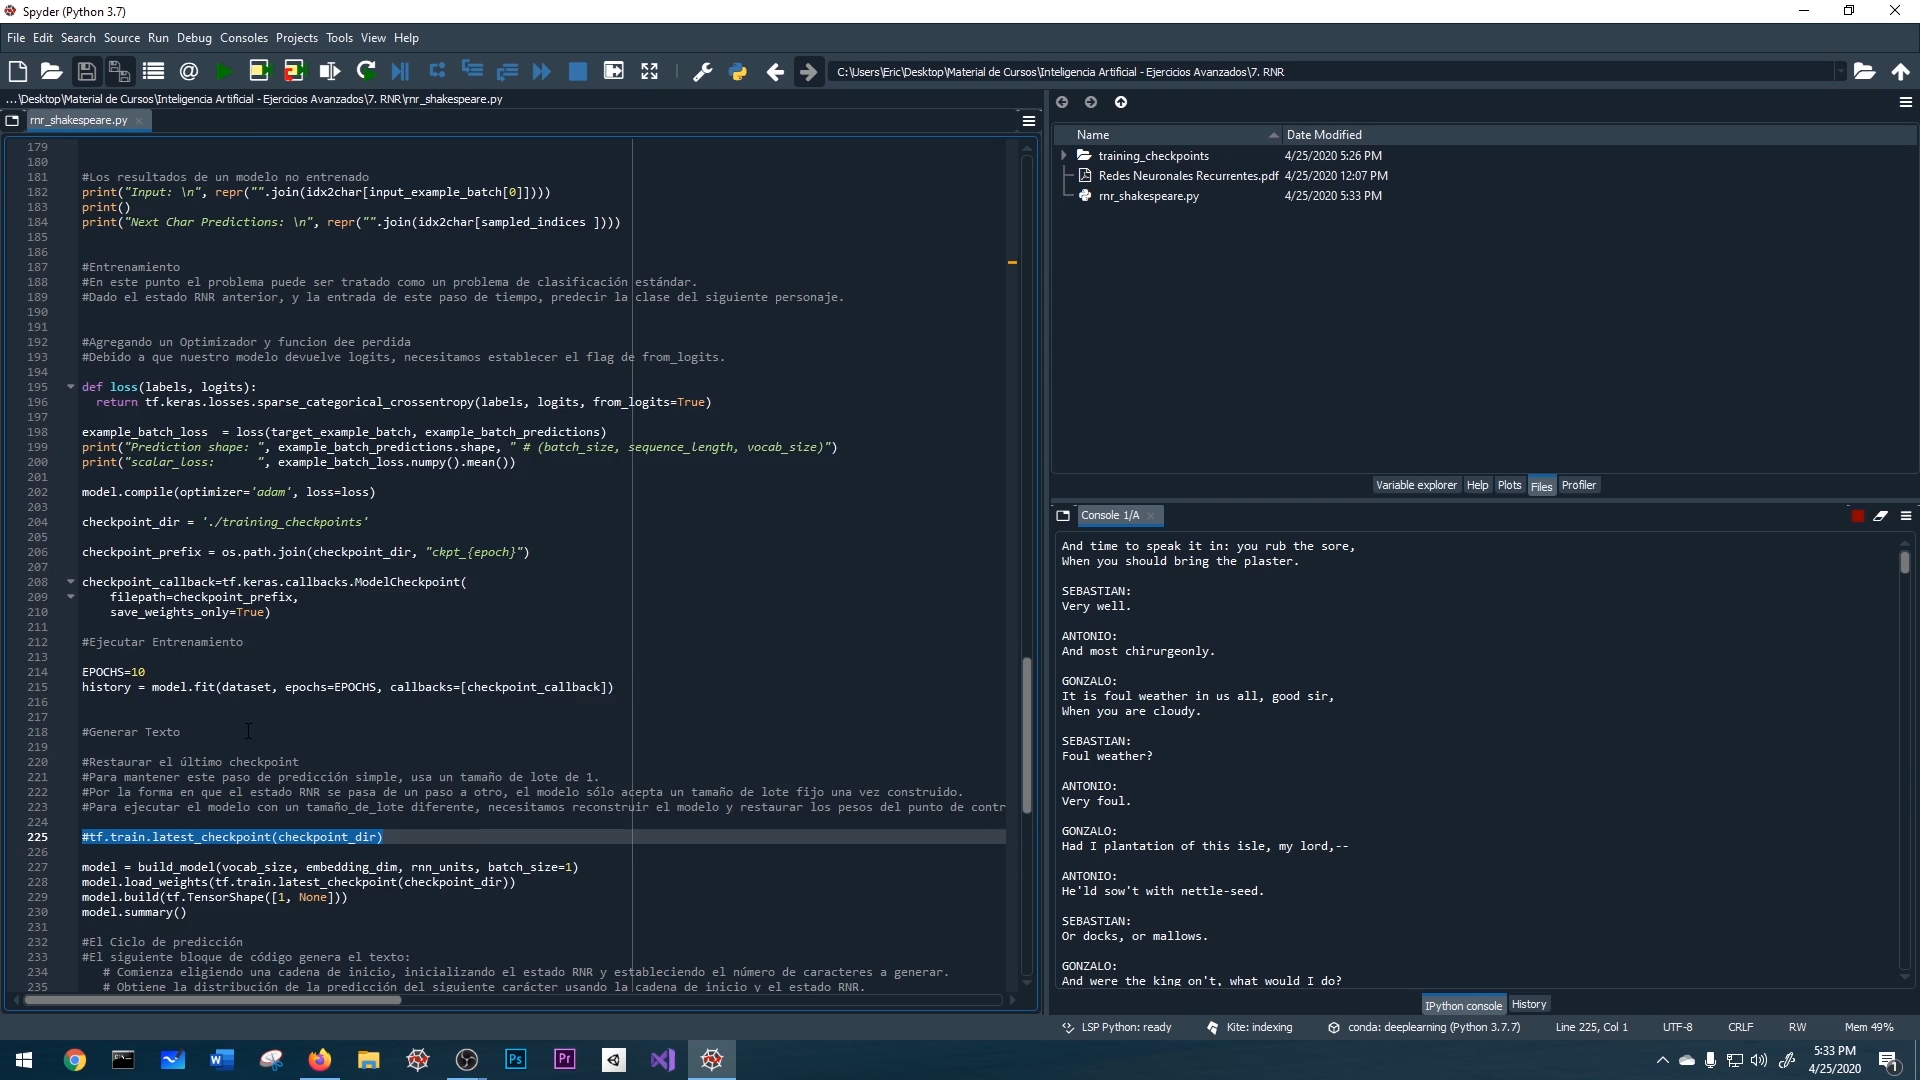 Spyder (Python 3.7)
File Edit Search Source Run Debug Consoles Projects Tools View Help
C:\Users\Eric\Desktop\Material de Cursos\Inteligencia Artificial - Ejercicios Avanzados\7. RNR
...\Desktop\Material de Cursos\Inteligencia Artificial - Ejercicios Avanzados\7. RNR\rnr_shakespeare.py
rnr_shakespeare.py
179
180
181 #Los resultados de un modelo no entrenado
182 print("Input: \n", repr("".join(idx2char[input_example_batch[0]])))
183 print()
184 print("Next Char Predictions: \n", repr("".join(idx2char[sampled_indices ])))
185
186
187 #Entrenamiento
188 #En este punto el problema puede ser tratado como un problema de clasificación estándar.
189 #Dado el estado RNR anterior, y la entrada de este paso de tiempo, predecir la clase del siguiente personaje.
190
191
192 #Agregando un Optimizador y funcion dee perdida
193 #Debido a que nuestro modelo devuelve logits, necesitamos establecer el flag de from_logits.
194
195 def loss(labels, logits):
196 return tf.keras.losses.sparse_categorical_crossentropy(labels, logits, from_logits=True)
197
198 example_batch_loss  = loss(target_example_batch, example_batch_predictions)
199 print("Prediction shape: ", example_batch_predictions.shape, " # (batch_size, sequence_length, vocab_size)")
200 print("scalar_loss:      ", example_batch_loss.numpy().mean())
201
202 model.compile(optimizer='adam', loss=loss)
203
204 checkpoint_dir = './training_checkpoints'
205
206 checkpoint_prefix = os.path.join(checkpoint_dir, "ckpt_{epoch}")
207
208 checkpoint_callback=tf.keras.callbacks.ModelCheckpoint(
209 filepath=checkpoint_prefix,
210 save_weights_only=True)
211
212 #Ejecutar Entrenamiento
213
214 EPOCHS=10
215 history = model.fit(dataset, epochs=EPOCHS, callbacks=[checkpoint_callback])
216
217
218 #Generar Texto
219
220 #Restaurar el último checkpoint
221 #Para mantener este paso de predicción simple, usa un tamaño de lote de 1.
222 #Por la forma en que el estado RNR se pasa de un paso a otro, el modelo sólo acepta un tamaño de lote fijo una vez construido.
223 #Para ejecutar el modelo con un tamaño_de_lote diferente, necesitamos reconstruir el modelo y restaurar los pesos del punto de contr
224
225 #tf.train.latest_checkpoint(checkpoint_dir)
226
227 model = build_model(vocab_size, embedding_dim, rnn_units, batch_size=1)
228 model.load_weights(tf.train.latest_checkpoint(checkpoint_dir))
229 model.build(tf.TensorShape([1, None]))
230 model.summary()
231
232 #El Ciclo de predicción
233 #El siguiente bloque de código genera el texto:
234 # Comienza eligiendo una cadena de inicio, inicializando el estado RNR y estableciendo el número de caracteres a generar.
235 # Obtiene la distribución de la predicción del siguiente carácter usando la cadena de inicio y el estado RNR.
Name Date Modified
training_checkpoints 4/25/2020 5:26 PM
Redes Neuronales Recurrentes.pdf 4/25/2020 12:07 PM
rnr_shakespeare.py 4/25/2020 5:33 PM
Variable explorer Help Plots Files Profiler
Console 1/A
And time to speak it in: you rub the sore,
When you should bring the plaster.
SEBASTIAN:
Very well.
ANTONIO:
And most chirurgeonly.
GONZALO:
It is foul weather in us all, good sir,
When you are cloudy.
SEBASTIAN:
Foul weather?
ANTONIO:
Very foul.
GONZALO:
Had I plantation of this isle, my lord,--
ANTONIO:
He'ld sow't with nettle-seed.
SEBASTIAN:
Or docks, or mallows.
GONZALO:
And were the king on't, what would I do?
IPython console History
LSP Python: ready Kite: indexing conda: deeplearning (Python 3.7.7) Line 225, Col 1 UTF-8 CRLF RW Mem 49%
Ps Pr
5:33 PM
4/25/2020
1